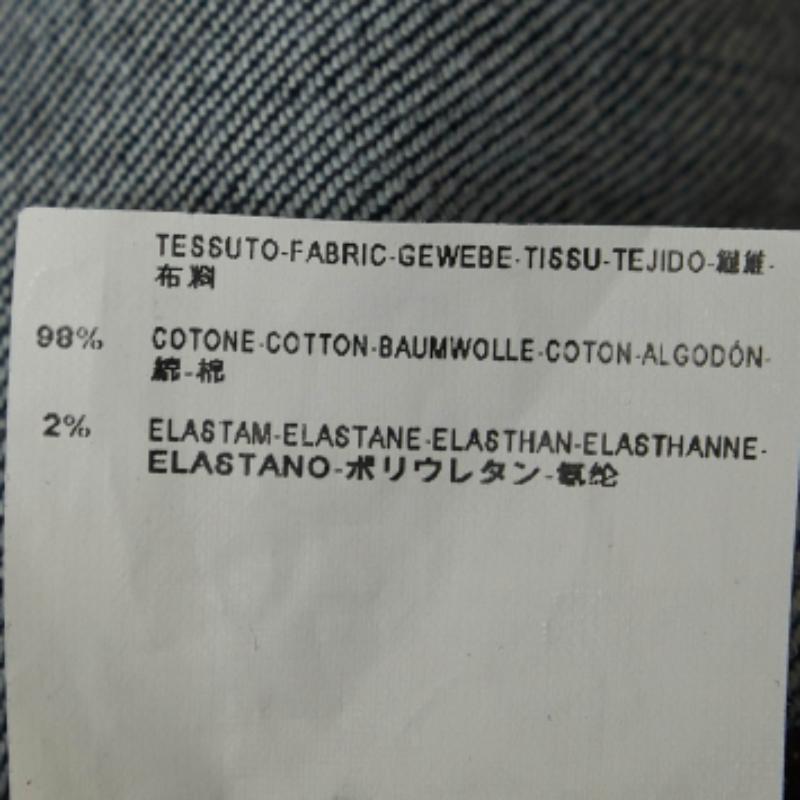 TESSUTO-FABRIC-GEWEBE-TISSU-TEJIDO-繊維-
布料
98% COTONE-COTTON-BAUMWOLLE-COTON-ALGODÓN-
綿-棉
2% ELASTAM-ELASTANE-ELASTHAN-ELASTHANNE-
ELASTANO-ポリウレタン-氨纶